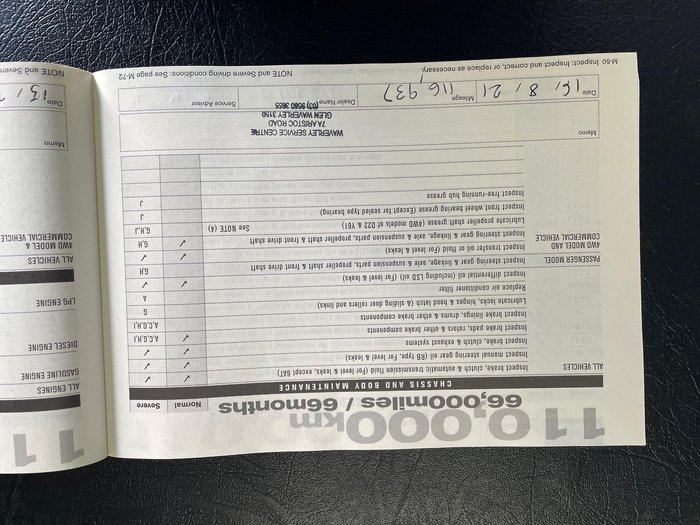 110,000km
66,000miles / 66months
Normal Severe
CHASSIS AND BODY MAINTENANCE
ALL VEHICLES
Inspect brake, clutch & automatic transmission fluid (For level & leaks, except 6AT) ✓ ✓
Inspect manual steering gear oil (RB type, For level & leaks) ✓ ✓
Inspect brake, clutch & exhaust systems ✓ ✓
Inspect brake pads, rotors & other brake components ✓ A,C,G,H,I
Inspect brake linings, drums & other brake components A,C,G,H,I
Lubricate locks, hinges & hood latch (& sliding door rollers and links) G
Replace air conditioner filter A
Inspect differential oil (including LSD oil) (For level & leaks) ✓ ✓
PASSENGER MODEL
Inspect steering gear & linkage, axle & suspension parts, propeller shaft & front drive shaft G,H
4WD MODEL AND
COMMERCIAL VEHICLE
Inspect transfer oil or fluid (For level & leaks) ✓ ✓
Inspect steering gear & linkage, axle & suspension parts, propeller shaft & front drive shaft ✓ G,H
Lubricate propeller shaft grease (4WD models of D22 & Y61) See NOTE (4) G,H,J
Inspect front wheel bearing grease (Except for sealed type bearing) J
Inspect free-running hub grease J
Memo
WAVERLEY SERVICE CENTRE
7A ARISTOC ROAD
GLEN WAVERLEY 3150
(03) 9560 3655
Date 16, 8, 21 Mileage 116,937 Dealer Name Service Advisor
M-50 Inspect: Inspect and correct, or replace as necessary. NOTE and Severe driving conditions: See page M-72
11
ALL ENGINES
GASOLINE ENGINE
DIESEL ENGINE
LPG ENGINE
ALL VEHICLES
4WD MODEL &
COMMERCIAL VEHICLE
Memo
Date
NOTE and Severe